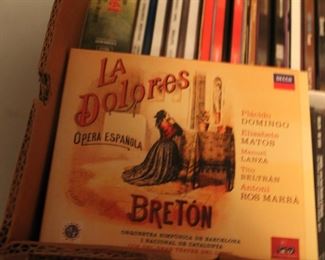 LA
Dolores
OPERA ESPAÑOLA
BRETÓN
DECCA
Plácido
DOMINGO
Elisabete
MATOS
Manuel
LANZA
Tito
BELTRÁN
Antoni
ROS MARBÀ
ORQUESTRA SIMFÒNICA DE BARCELONA
I NACIONAL DE CATALUNYA